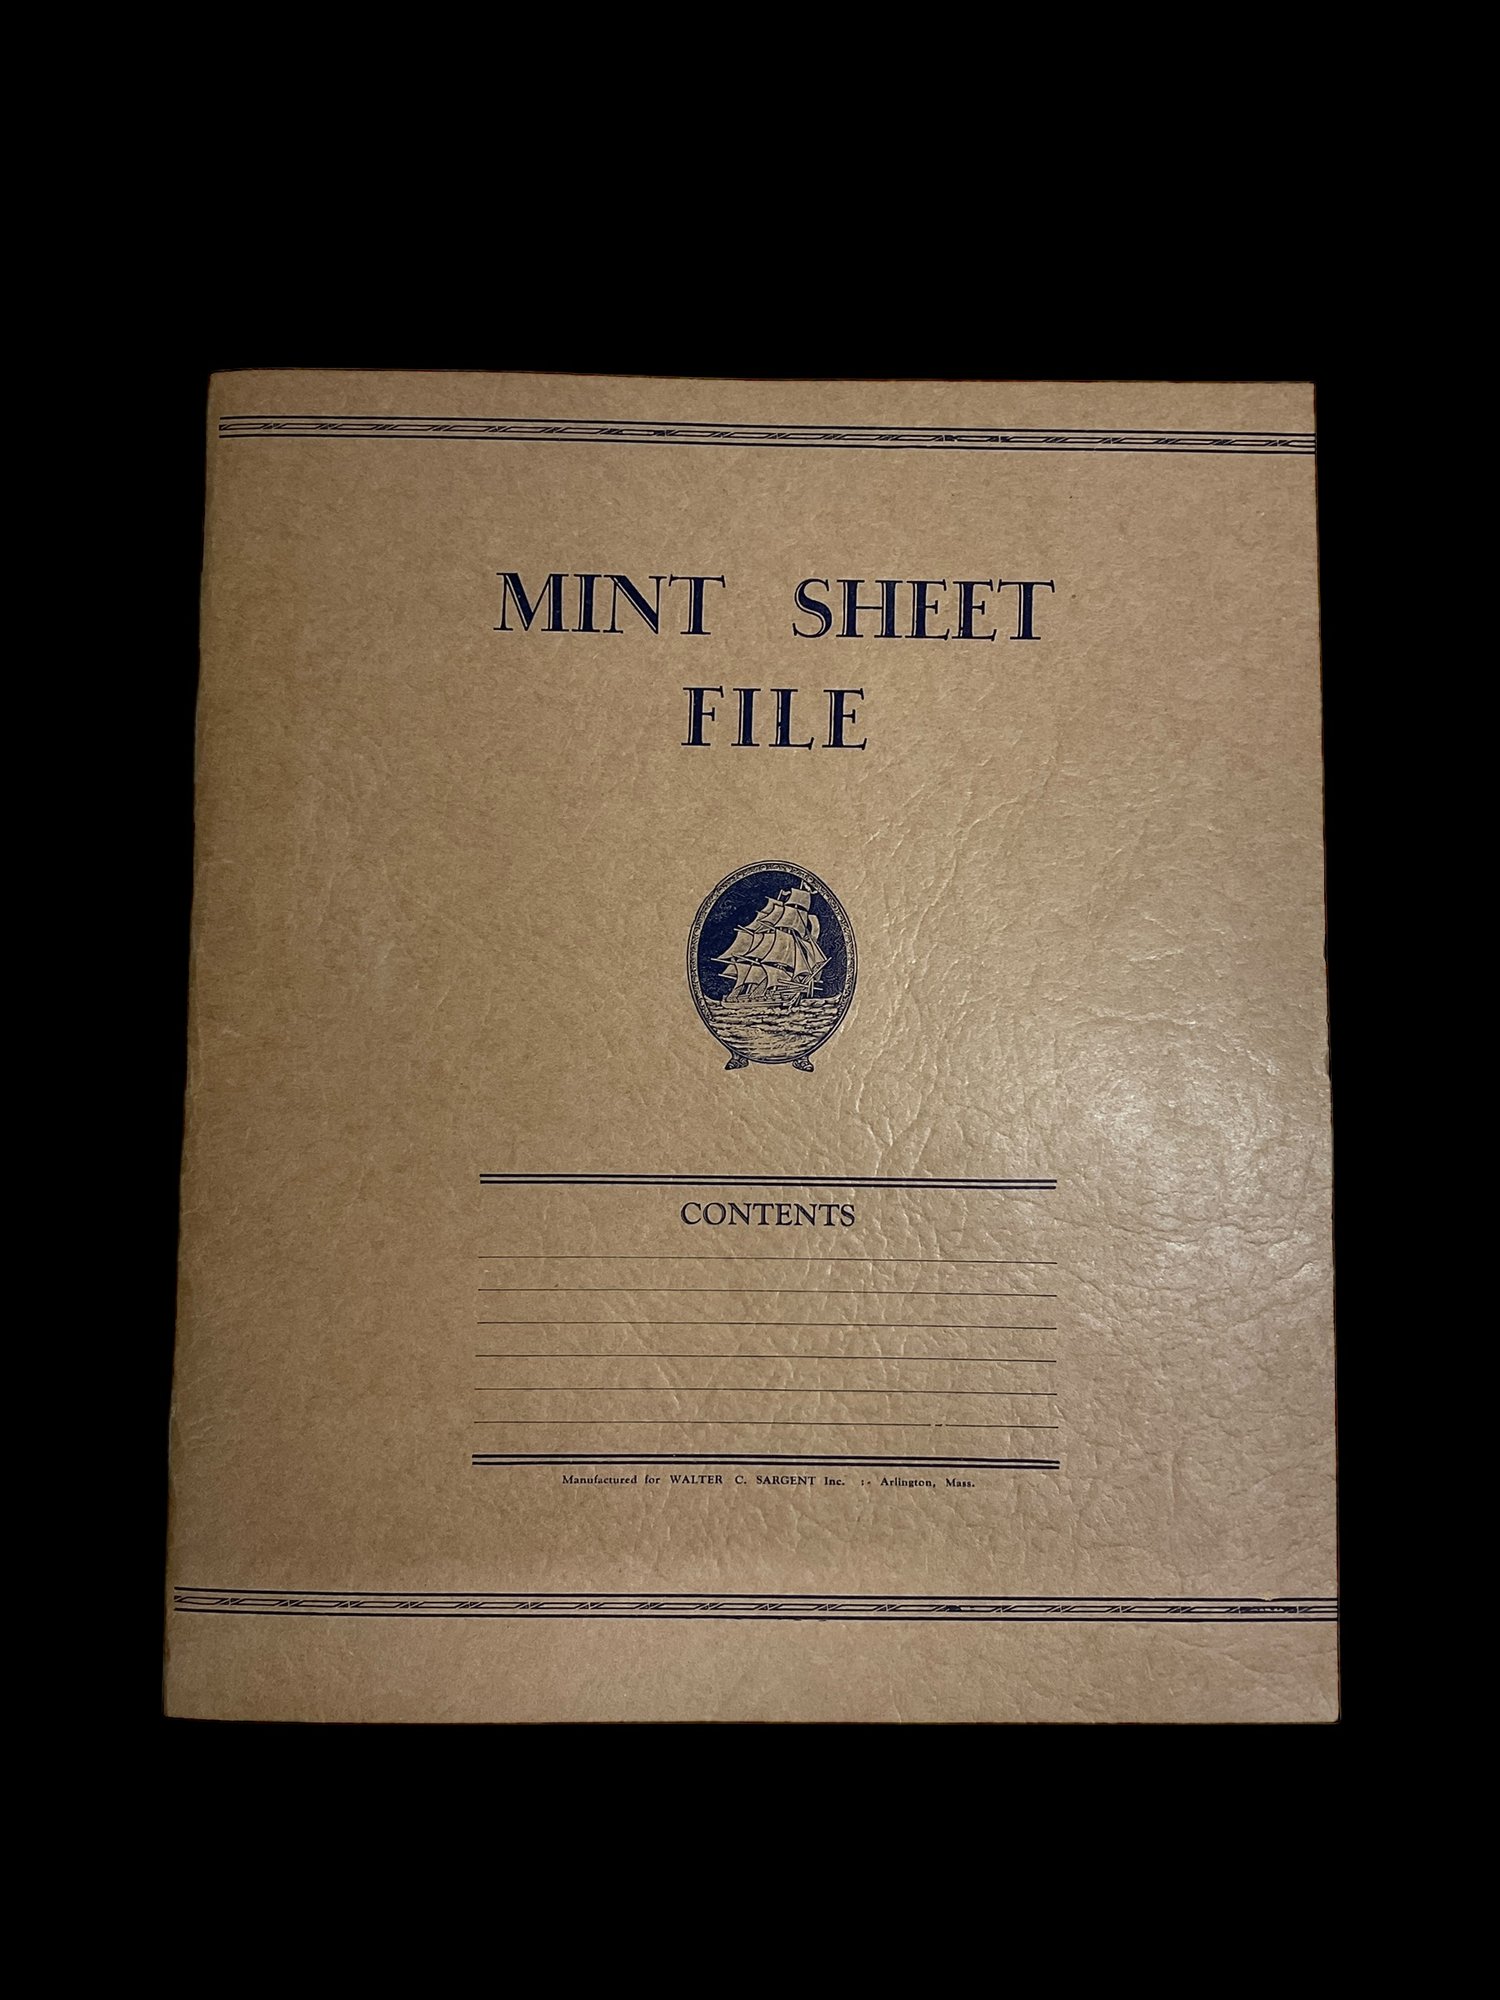 MINT SHEET
FILE
CONTENTS
Manufactured for WALTER C. SARGENT Inc. :- Arlington, Mass.